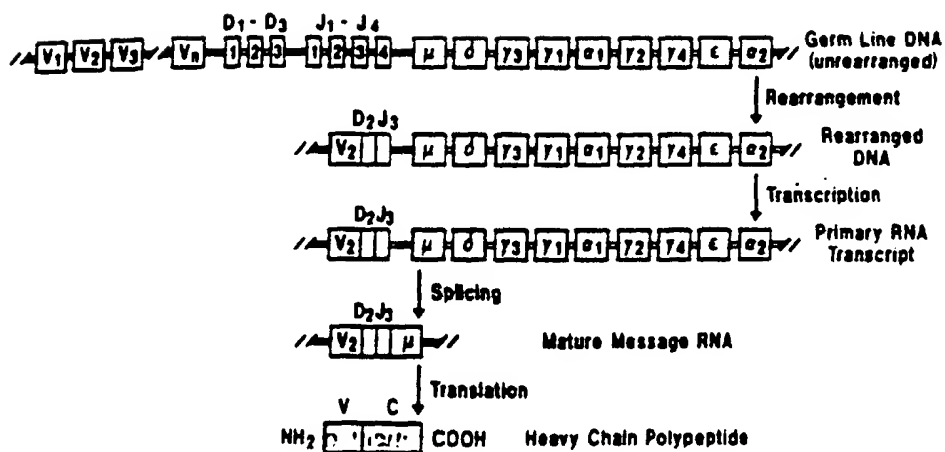 D₁ - D₃ J₁ - J₄
V₁ V₂ V₃ Vₙ 1 2 3 1 2 3 4 μ δ γ₃ γ₁ α₁ γ₂ γ₄ ε α₂ Germ Line DNA
(unrearranged)
Rearrangement
D₂J₃
V₂ μ δ γ₃ γ₁ α₁ γ₂ γ₄ ε α₂ Rearranged
DNA
Transcription
D₂J₃
V₂ μ δ γ₃ γ₁ α₁ γ₂ γ₄ ε α₂ Primary RNA
Transcript
Splicing
D₂J₃
V₂ μ Mature Message RNA
Translation
V C
NH₂ COOH Heavy Chain Polypeptide